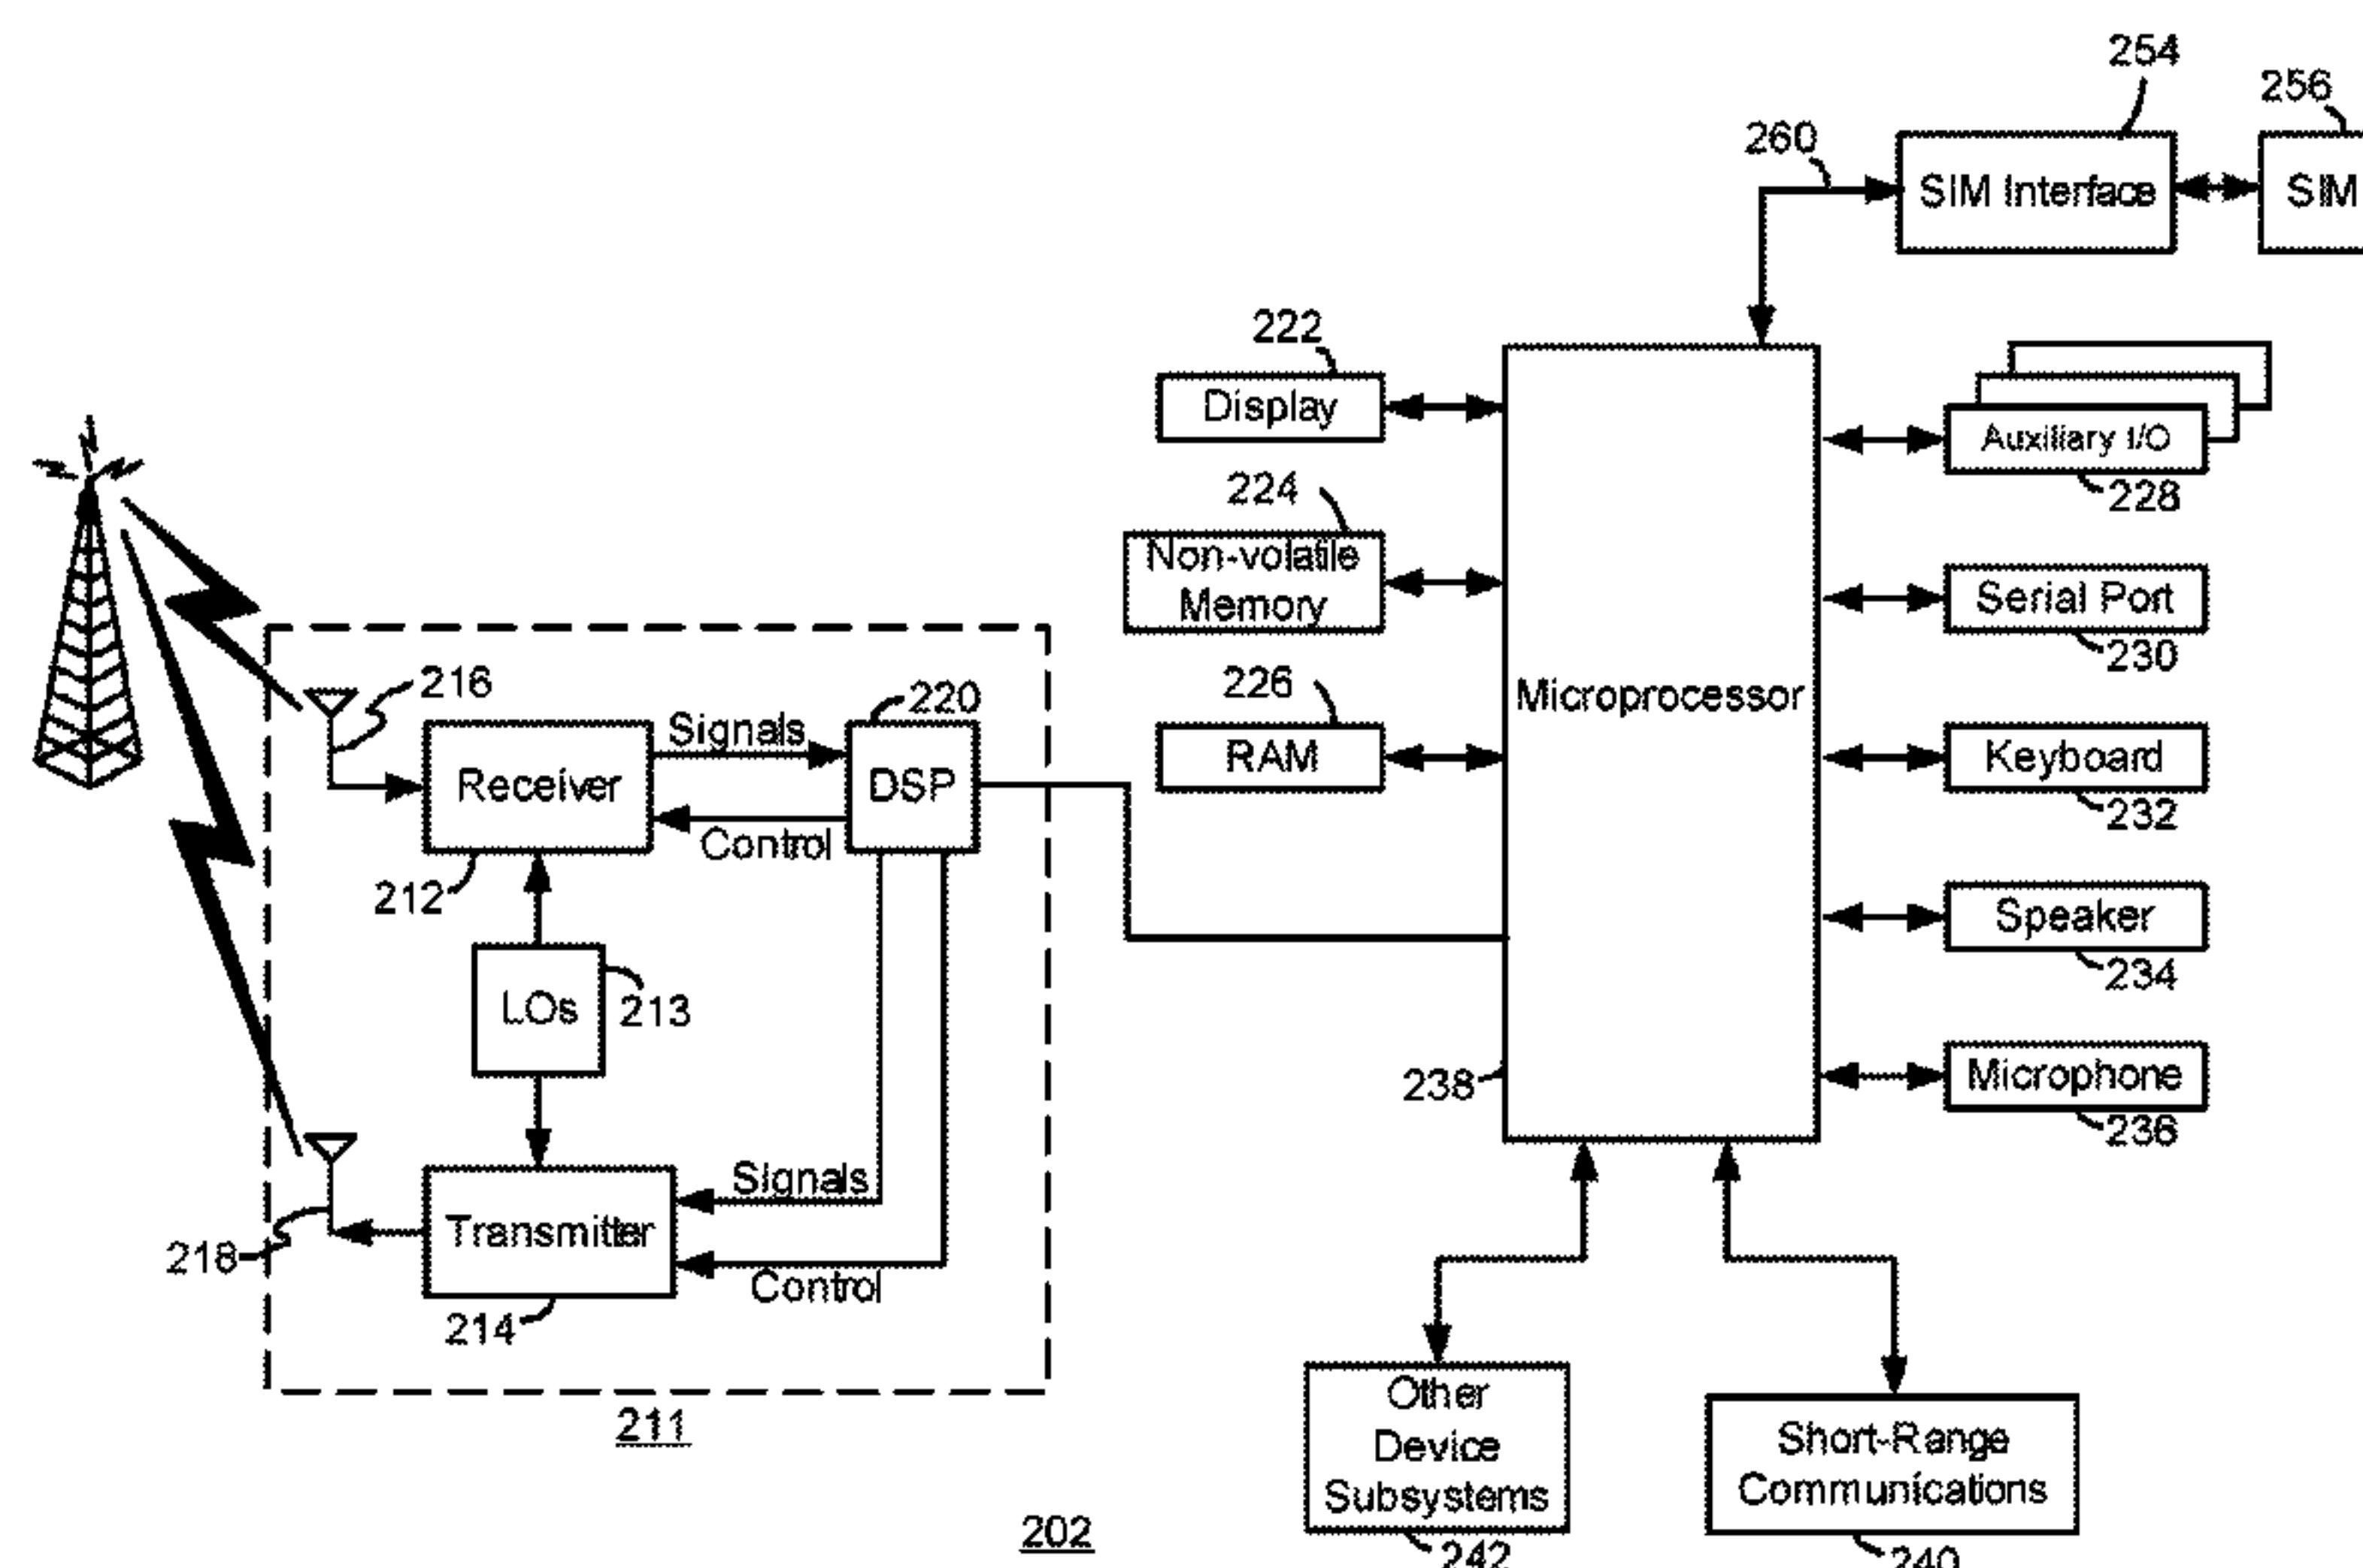 254
256
260
SIM Interface
SIM
222
Display
Auxiliary I/O
228
224
Non-volatile
Memory
Serial Port
230
216
220
226
Signals
Receiver
DSP
RAM
Microprocessor
Keyboard
232
Control
212
Speaker
234
LOs
213
238
Microphone
236
Signals
Transmitter
218
Control
214
211
Other
Device
Subsystems
Short-Range
Communications
202
242
240